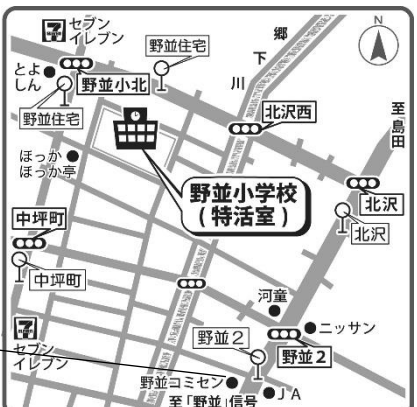 セブン
イレブン
野並住宅
郷下川
N
とよ
しん
野並小北
野並住宅
北沢西
至島田
ほっか
ほうか亭
野並小学校
(特活室)
北沢
北沢
中坪町
中坪町
河童
ニッサン
セブン
イレブン
野並2
野並2
野並コミセン
JA
至「野並」信号